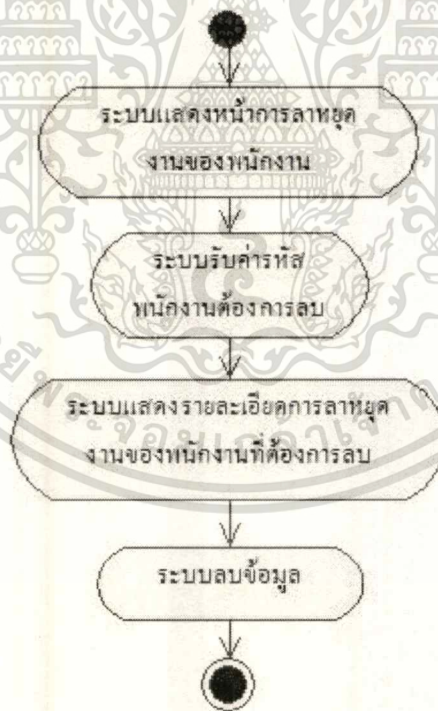 ระบบแสดงหน้าการลาหยุด
งานของพนักงาน
ระบบรับค่ารหัส
พนักงานต้องการลบ
ระบบแสดงรายละเอียดการลาหยุด
งานของพนักงานที่ต้องการลบ
ระบบลบข้อมูล